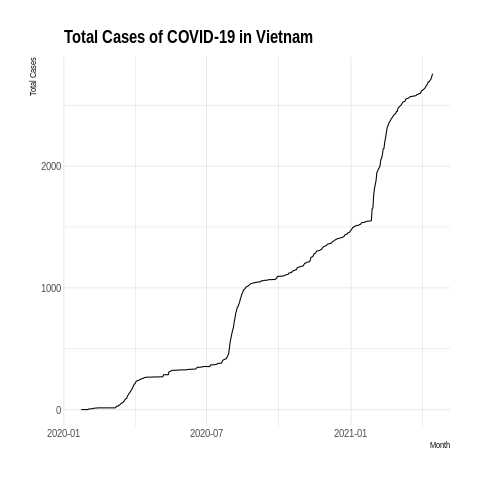 Total Cases of COVID-19 in Vietnam
Total Cases
2000
1000
0
2020-01
2020-07
2021-01
Month